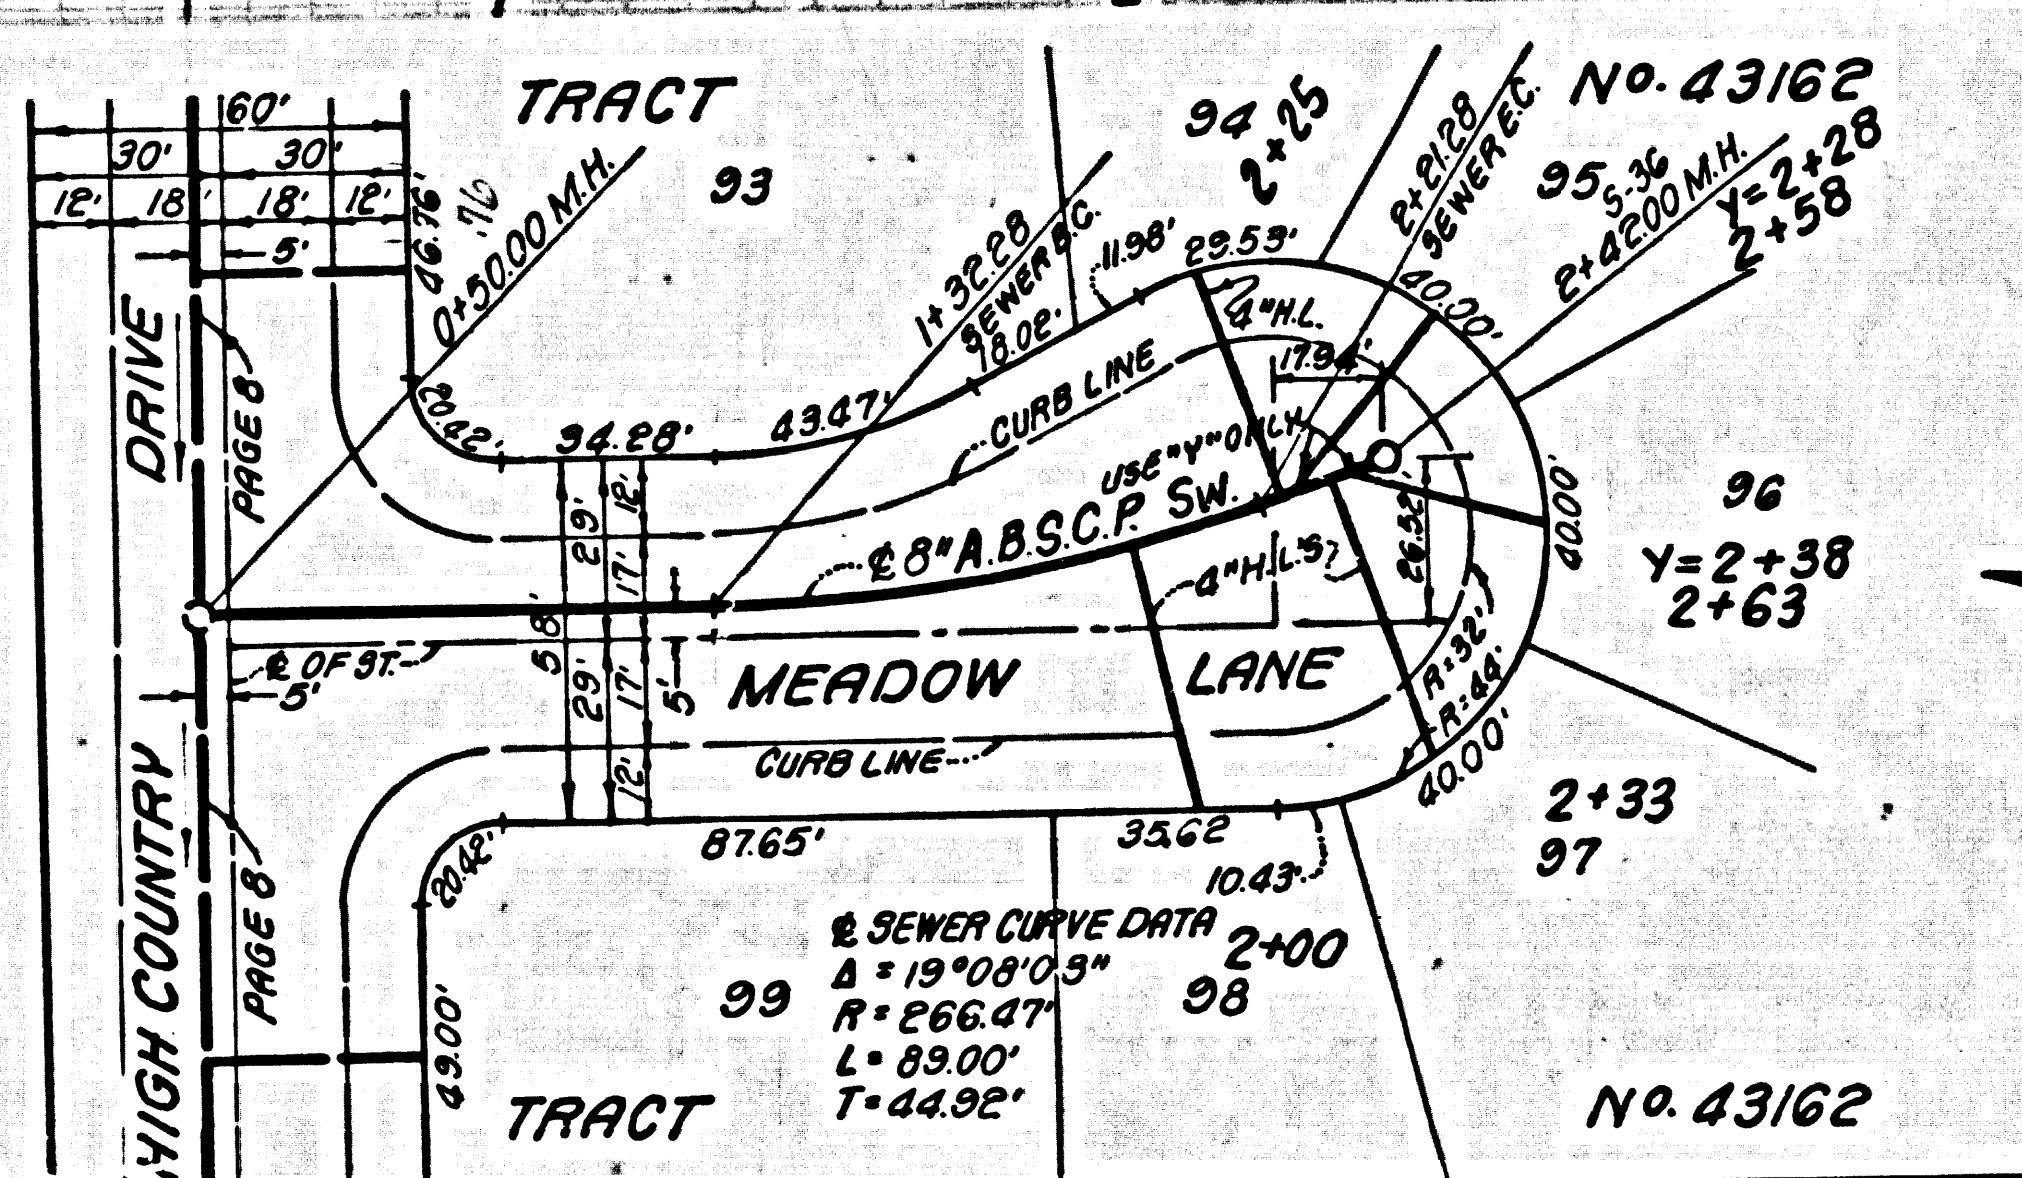 TRACT
No. 43162
60'
30'
30'
12'
18'
18'
12'
5'
46.76'
.76
0+50.00 M.H.
93
94
2+25
1+32.28
SEWER B.C.
78.02'
11.98'
29.53'
2+21.28
SEWER E.C.
95
S-36
2+42.00 M.H.
Y=2+28
2+58
40.00'
4"H.L.
17.94'
DRIVE
PAGE 8
20.42'
94.28'
43.47'
CURB LINE
USE "Y" ONLY
℄ 8" A.B.S.C.P. SW.
4"H.L.'S
26.52'
40.00'
96
Y=2+38
2+63
29'
12'
17'
58'
29'
17'
12'
5'
℄ OF ST.
5'
MEADOW LANE
R=32'
R=44'
40.00'
CURB LINE
HIGH COUNTRY
PAGE 8
20.42'
87.65'
35.62
10.43'
2+33
97
℄ SEWER CURVE DATA
Δ = 19°08'03"
R = 266.47'
L = 89.00'
T = 44.92'
99
2+00
98
49.00'
TRACT
No. 43162